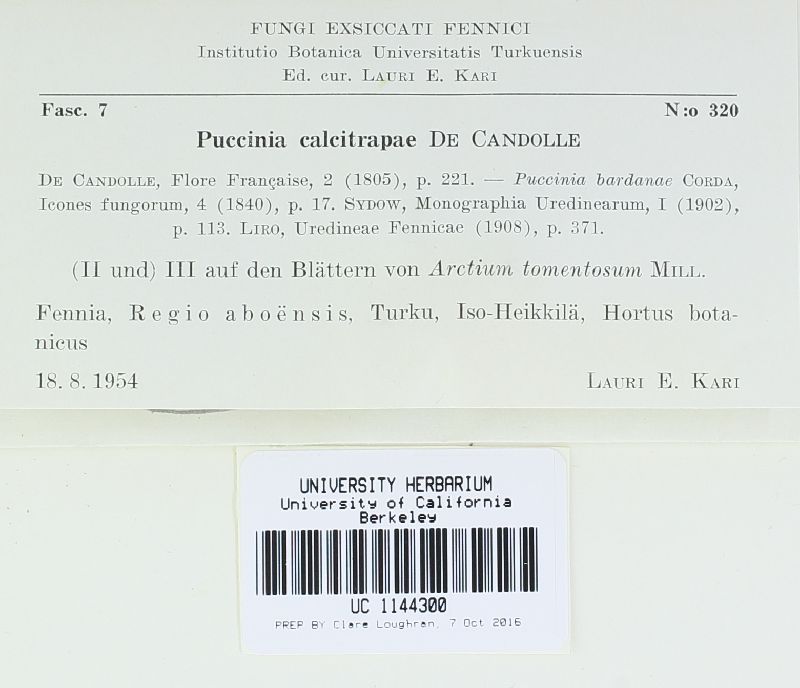 FUNGI EXSICCATI FENNICI
Institutio Botanica Universitatis Turkuensis
Ed. cur. LAURI E. KARI
Fasc. 7 N:o 320
Puccinia calcitrapae DE CANDOLLE
DE CANDOLLE, Flore Française, 2 (1805), p. 221. — Puccinia bardanae CORDA,
Icones fungorum, 4 (1840), p. 17. SYDOW, Monographia Uredinearum, I (1902),
p. 113. LIRO, Uredineae Fennicae (1908), p. 371.
(II und) III auf den Blättern von Arctium tomentosum MILL.
Fennia, Regio aboënsis, Turku, Iso-Heikkilä, Hortus bota-
nicus
18. 8. 1954 LAURI E. KARI
UNIVERSITY HERBARIUM
University of California
Berkeley
UC 1144300
PREP BY Clare Loughran, 7 Oct 2016